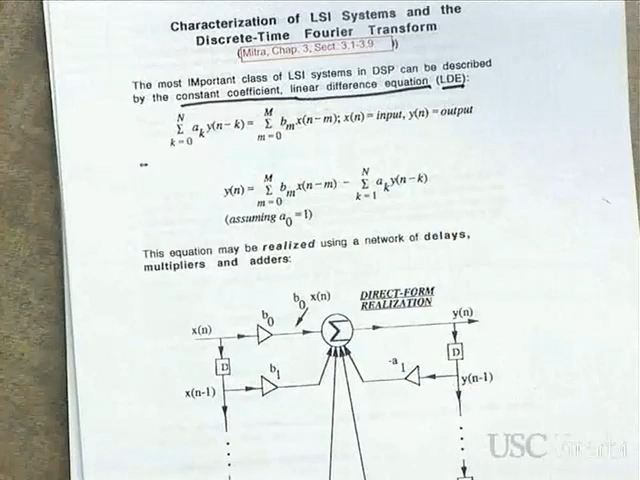 Characterization of LSI Systems and the
Discrete-Time Fourier Transform
(Mitra, Chap. 3, Sect. 3.1-3.9)
The most IMportant class of LSI systems in DSP can be described
by the constant coefficient, linear difference equation (LDE):
N Σ k=0 a_k y(n-k) = M Σ m=0 b_m x(n-m); x(n)=input, y(n)=output
y(n) = M Σ m=0 b_m x(n-m) - N Σ k=1 a_k y(n-k)
(assuming a_0=1)
This equation may be realized using a network of delays,
multipliers and adders:
DIRECT-FORM
REALIZATION
b_0 x(n)
x(n) b_0 Σ y(n)
D D
x(n-1) b_1 -a_1 y(n-1)
USC